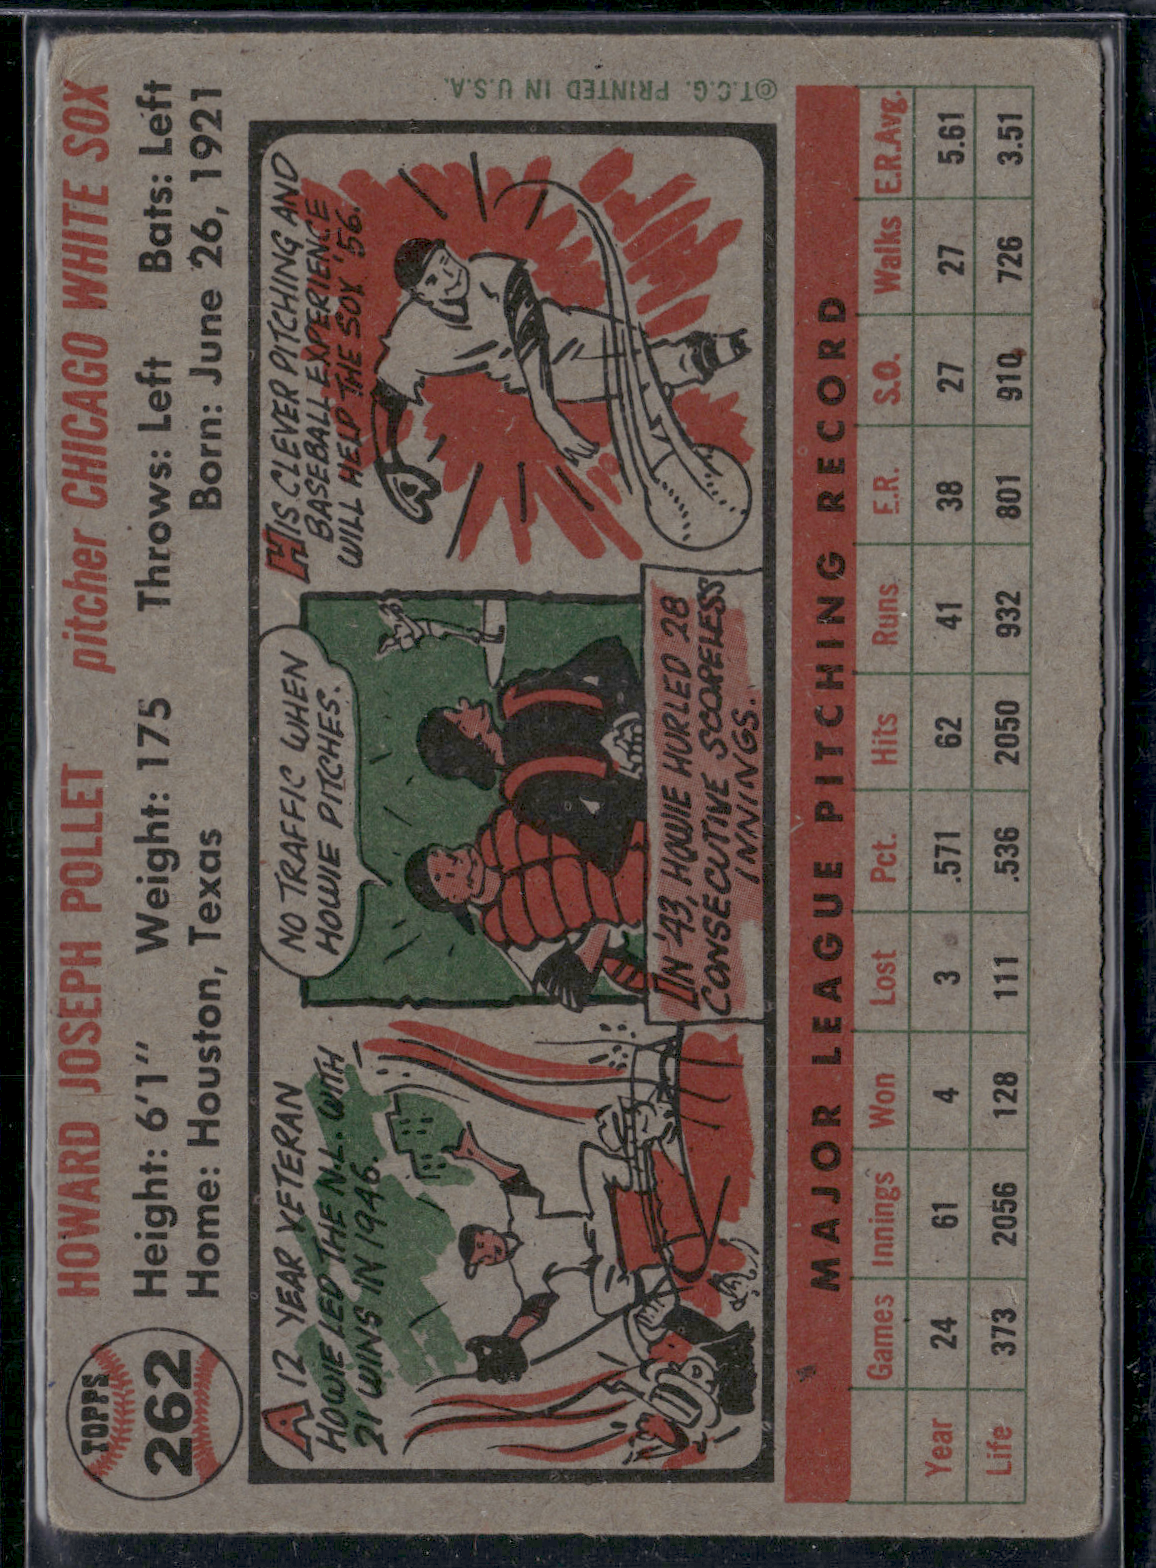 TOPPS
262
HOWARD JOSEPH POLLET pitcher CHICAGO WHITE SOX
Height: 6'1" Weight: 175 Throws: Left Bats: Left
Home: Houston, Texas Born: June 26, 1921
A 12 YEAR VETERAN
HOWIE LED THE N.L. WITH
21 WINS IN 1946.
NO TRAFFIC WHEN
HOWIE PITCHES.
IN '43, HOWIE HURLED 28
CONSECUTIVE SCORELESS
INNINGS.
HIS CLEVER PITCHING AND
BASEBALL EXPERIENCE
WILL HELP THE SOX IN '56.
©T.C.G. PRINTED IN U.S.A.
MAJOR LEAGUE PITCHING RECORD
Games Innings Won Lost Pct. Hits Runs E.R. S.O. Walks E.R.Avg.
Year 24 61 4 3 .571 62 41 38 27 27 5.61
Life 373 2056 128 111 .536 2050 932 801 910 726 3.51